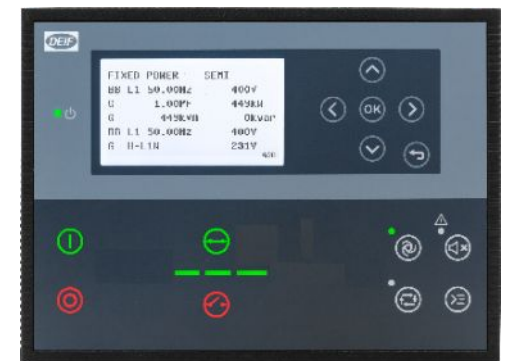 DEIF
FIXED POWER SEMI
BB L1 50.00Hz 400V
G 1.00PF 449kW
G 449kVA 0kvar
BB L1 50.00Hz 400V
G U-L1N 231V
OK